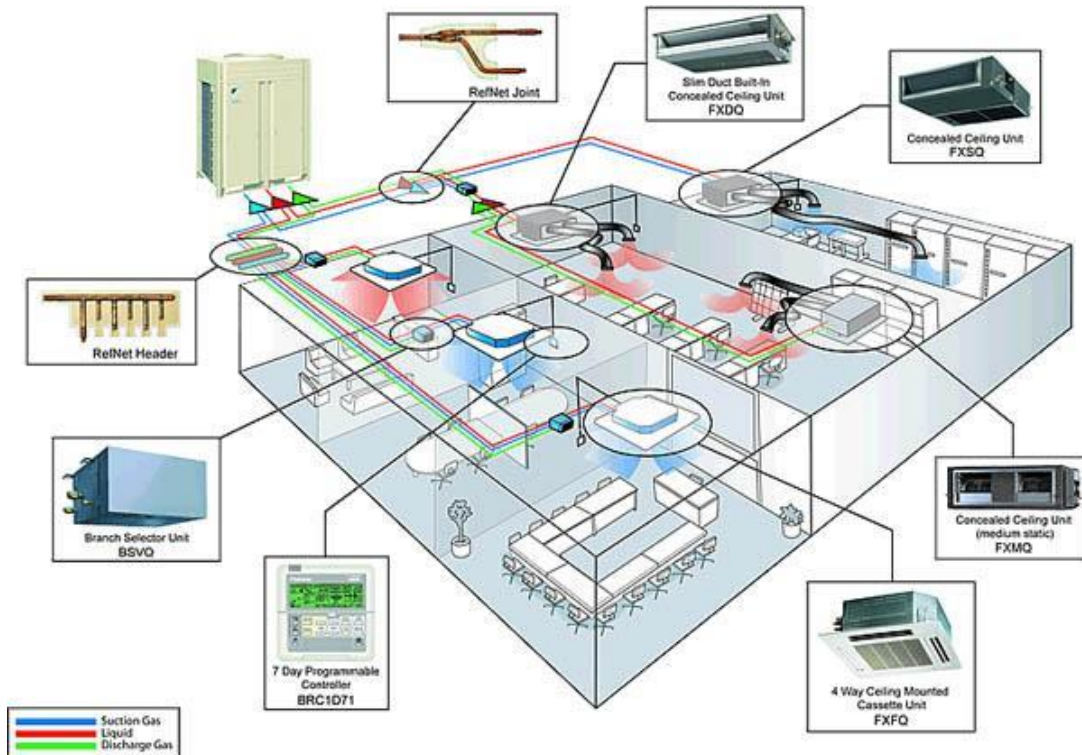 RefNet Joint
Slim Duct Built-In
Concealed Ceiling Unit
FXDQ
Concealed Ceiling Unit
FXSQ
RefNet Header
Branch Selector Unit
BSVQ
7 Day Programmable
Controller
BRC1D71
Concealed Ceiling Unit
(medium static)
FXMQ
4 Way Ceiling Mounted
Cassette Unit
FXFQ
Suction Gas
Liquid
Discharge Gas